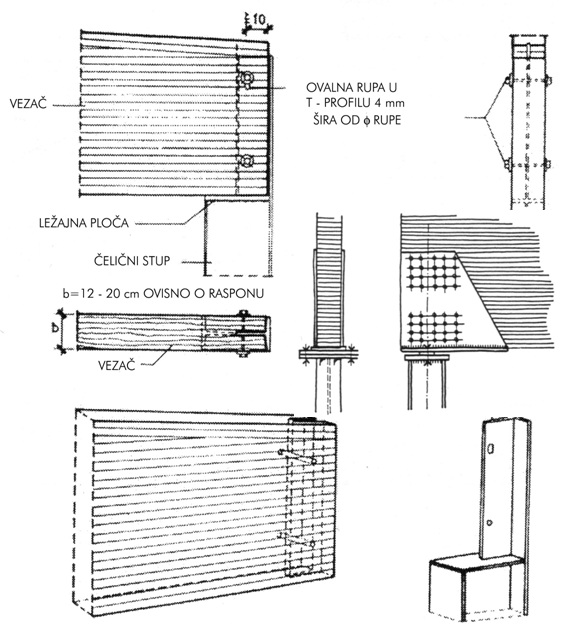 10
OVALNA RUPA U
T - PROFILU 4 mm
ŠIRA OD ϕ RUPE
VEZAČ
LEŽAJNA PLOČA
ČELIČNI STUP
b=12 - 20 cm OVISNO O RASPONU
b
VEZAČ